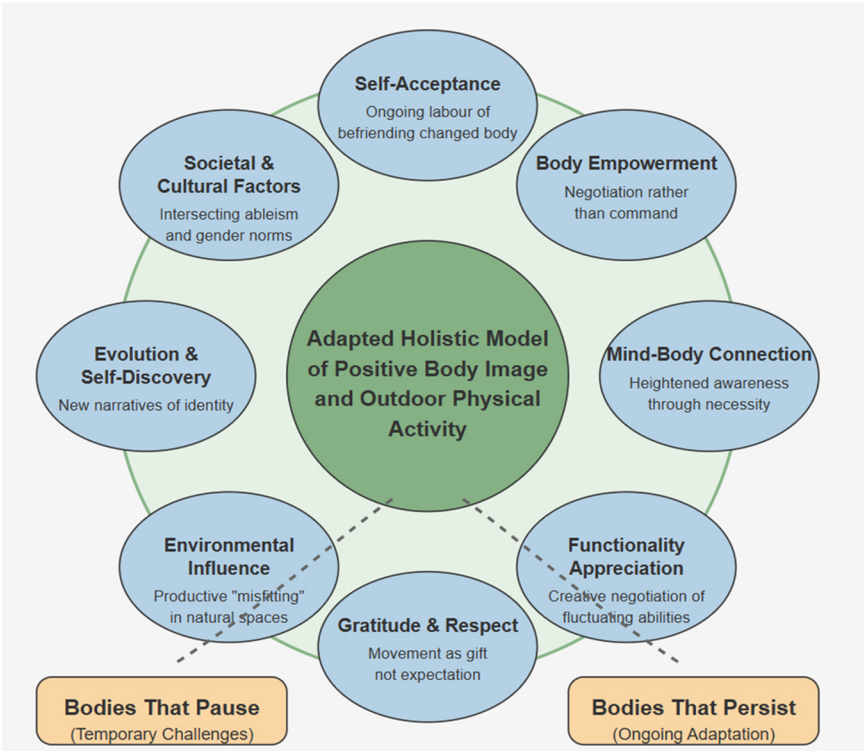 Self-Acceptance
Ongoing labour of
befriending changed body
Body Empowerment
Negotiation rather
than command
Mind-Body Connection
Heightened awareness
through necessity
Functionality
Appreciation
Creative negotiation of
fluctuating abilities
Gratitude & Respect
Movement as gift
not expectation
Environmental
Influence
Productive "misfitting"
in natural spaces
Evolution &
Self-Discovery
New narratives of identity
Societal &
Cultural Factors
Intersecting ableism
and gender norms
Adapted Holistic Model
of Positive Body Image
and Outdoor Physical
Activity
Bodies That Pause
(Temporary Challenges)
Bodies That Persist
(Ongoing Adaptation)